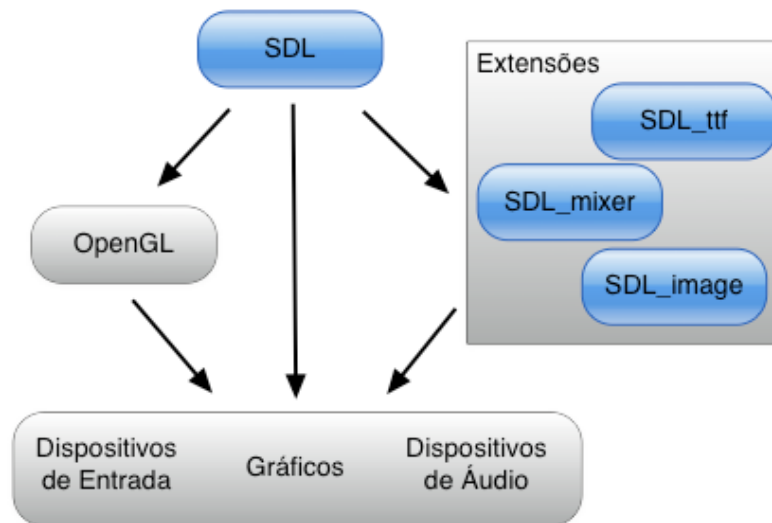 SDL
Extensões
SDL_ttf
SDL_mixer
OpenGL
SDL_image
Dispositivos
de Entrada
Gráficos
Dispositivos
de Áudio